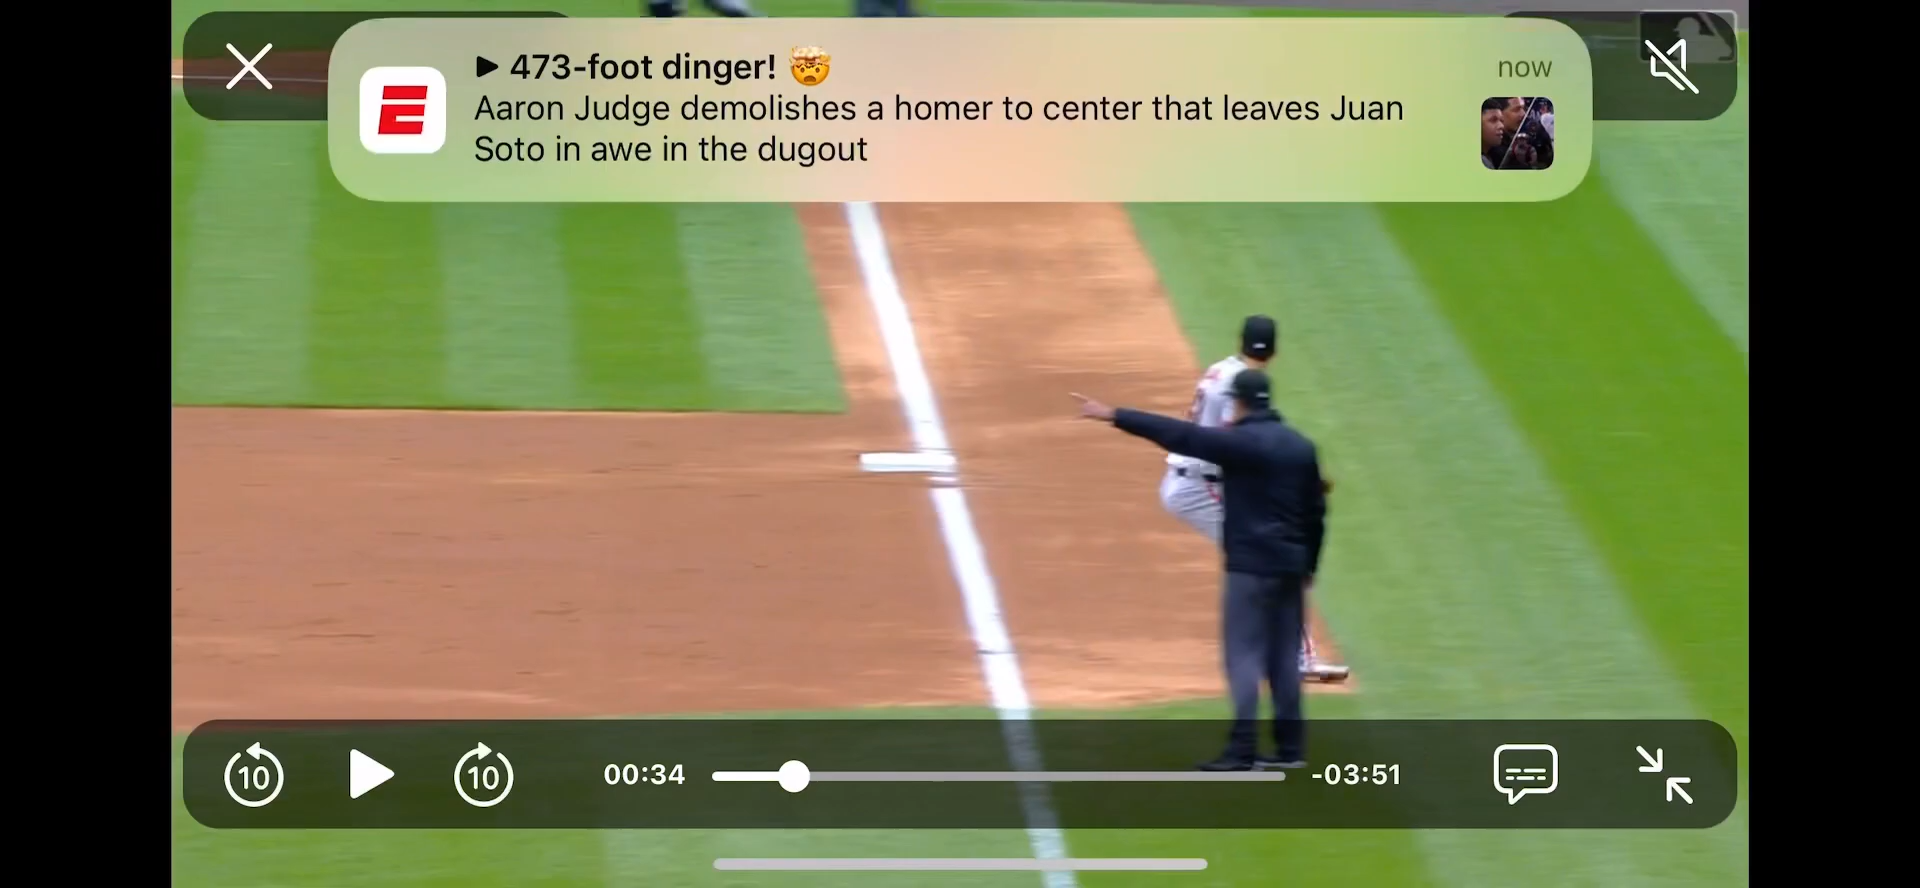 ▶ 473-foot dinger! 🤯
now
Aaron Judge demolishes a homer to center that leaves Juan
Soto in awe in the dugout
10
10
00:34
-03:51